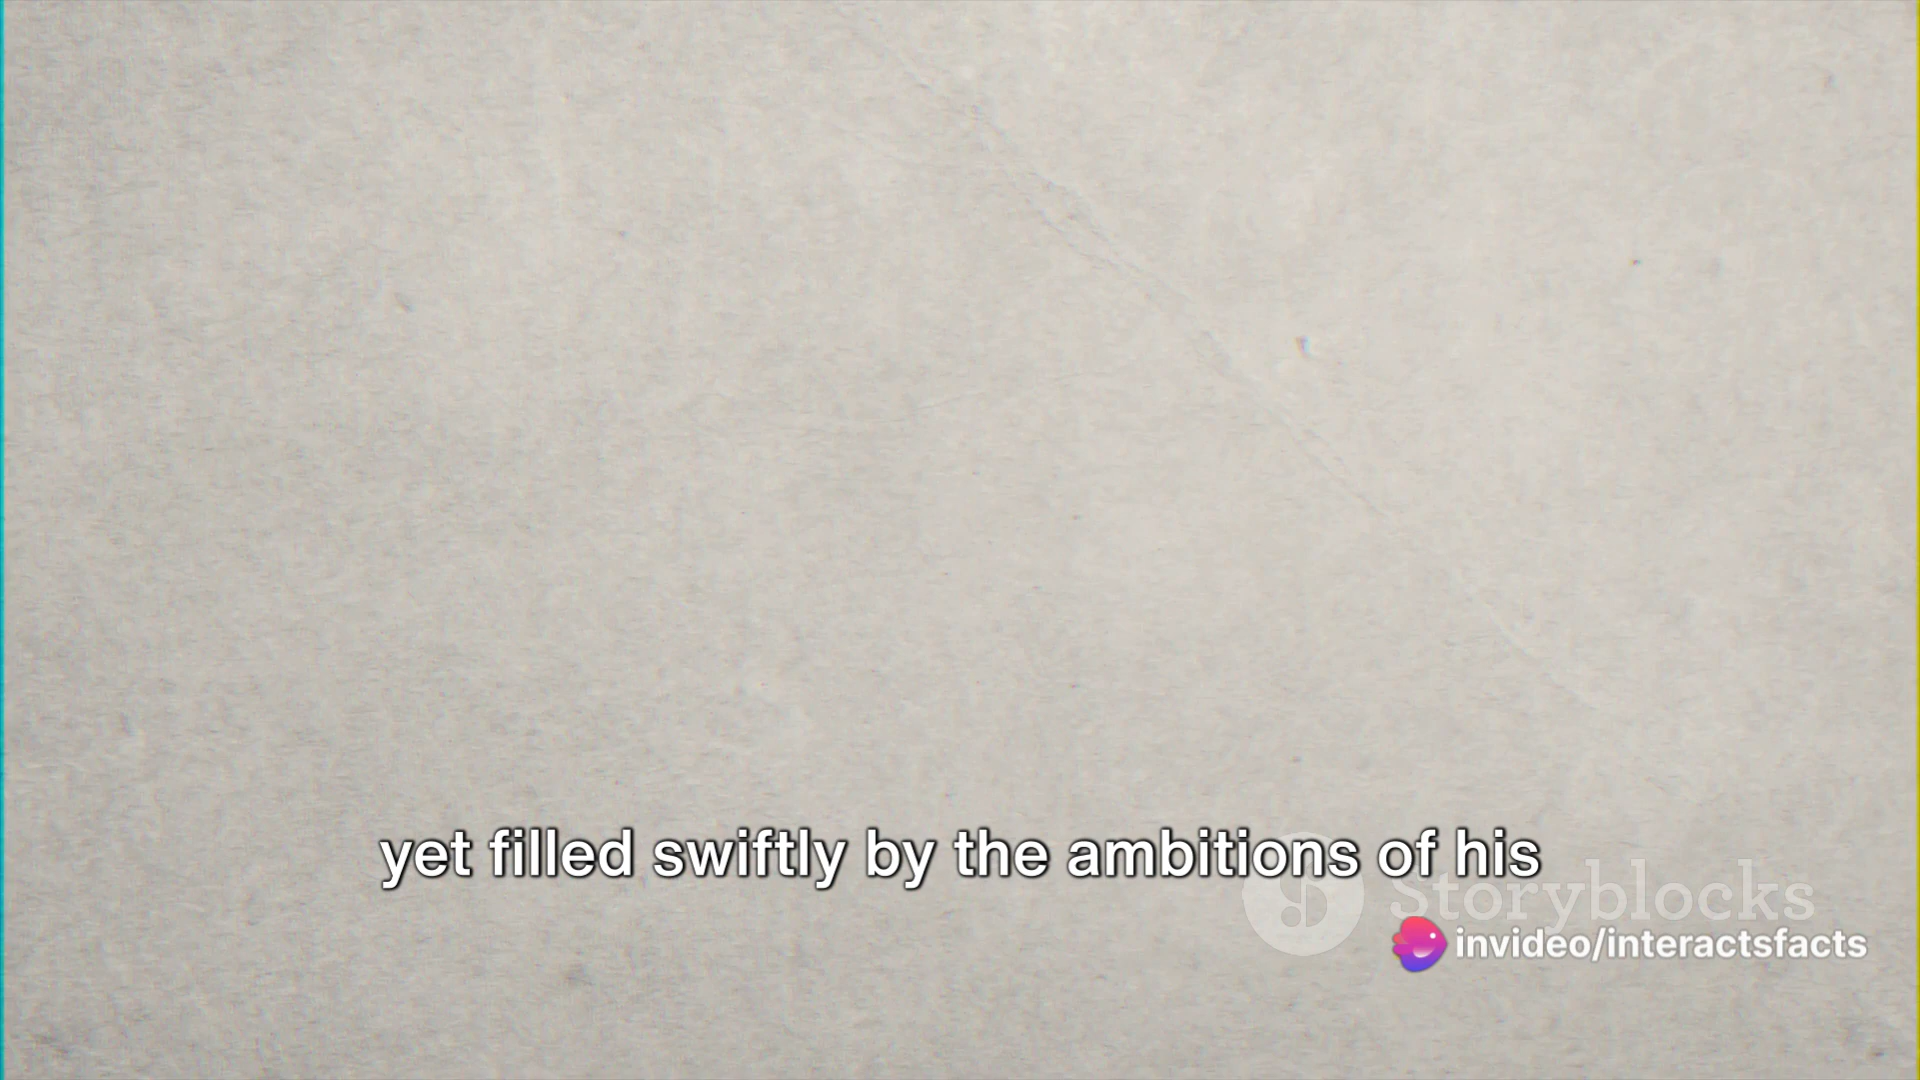 yet filled swiftly by the ambitions of his
Storyblocks
invideo/interactsfacts